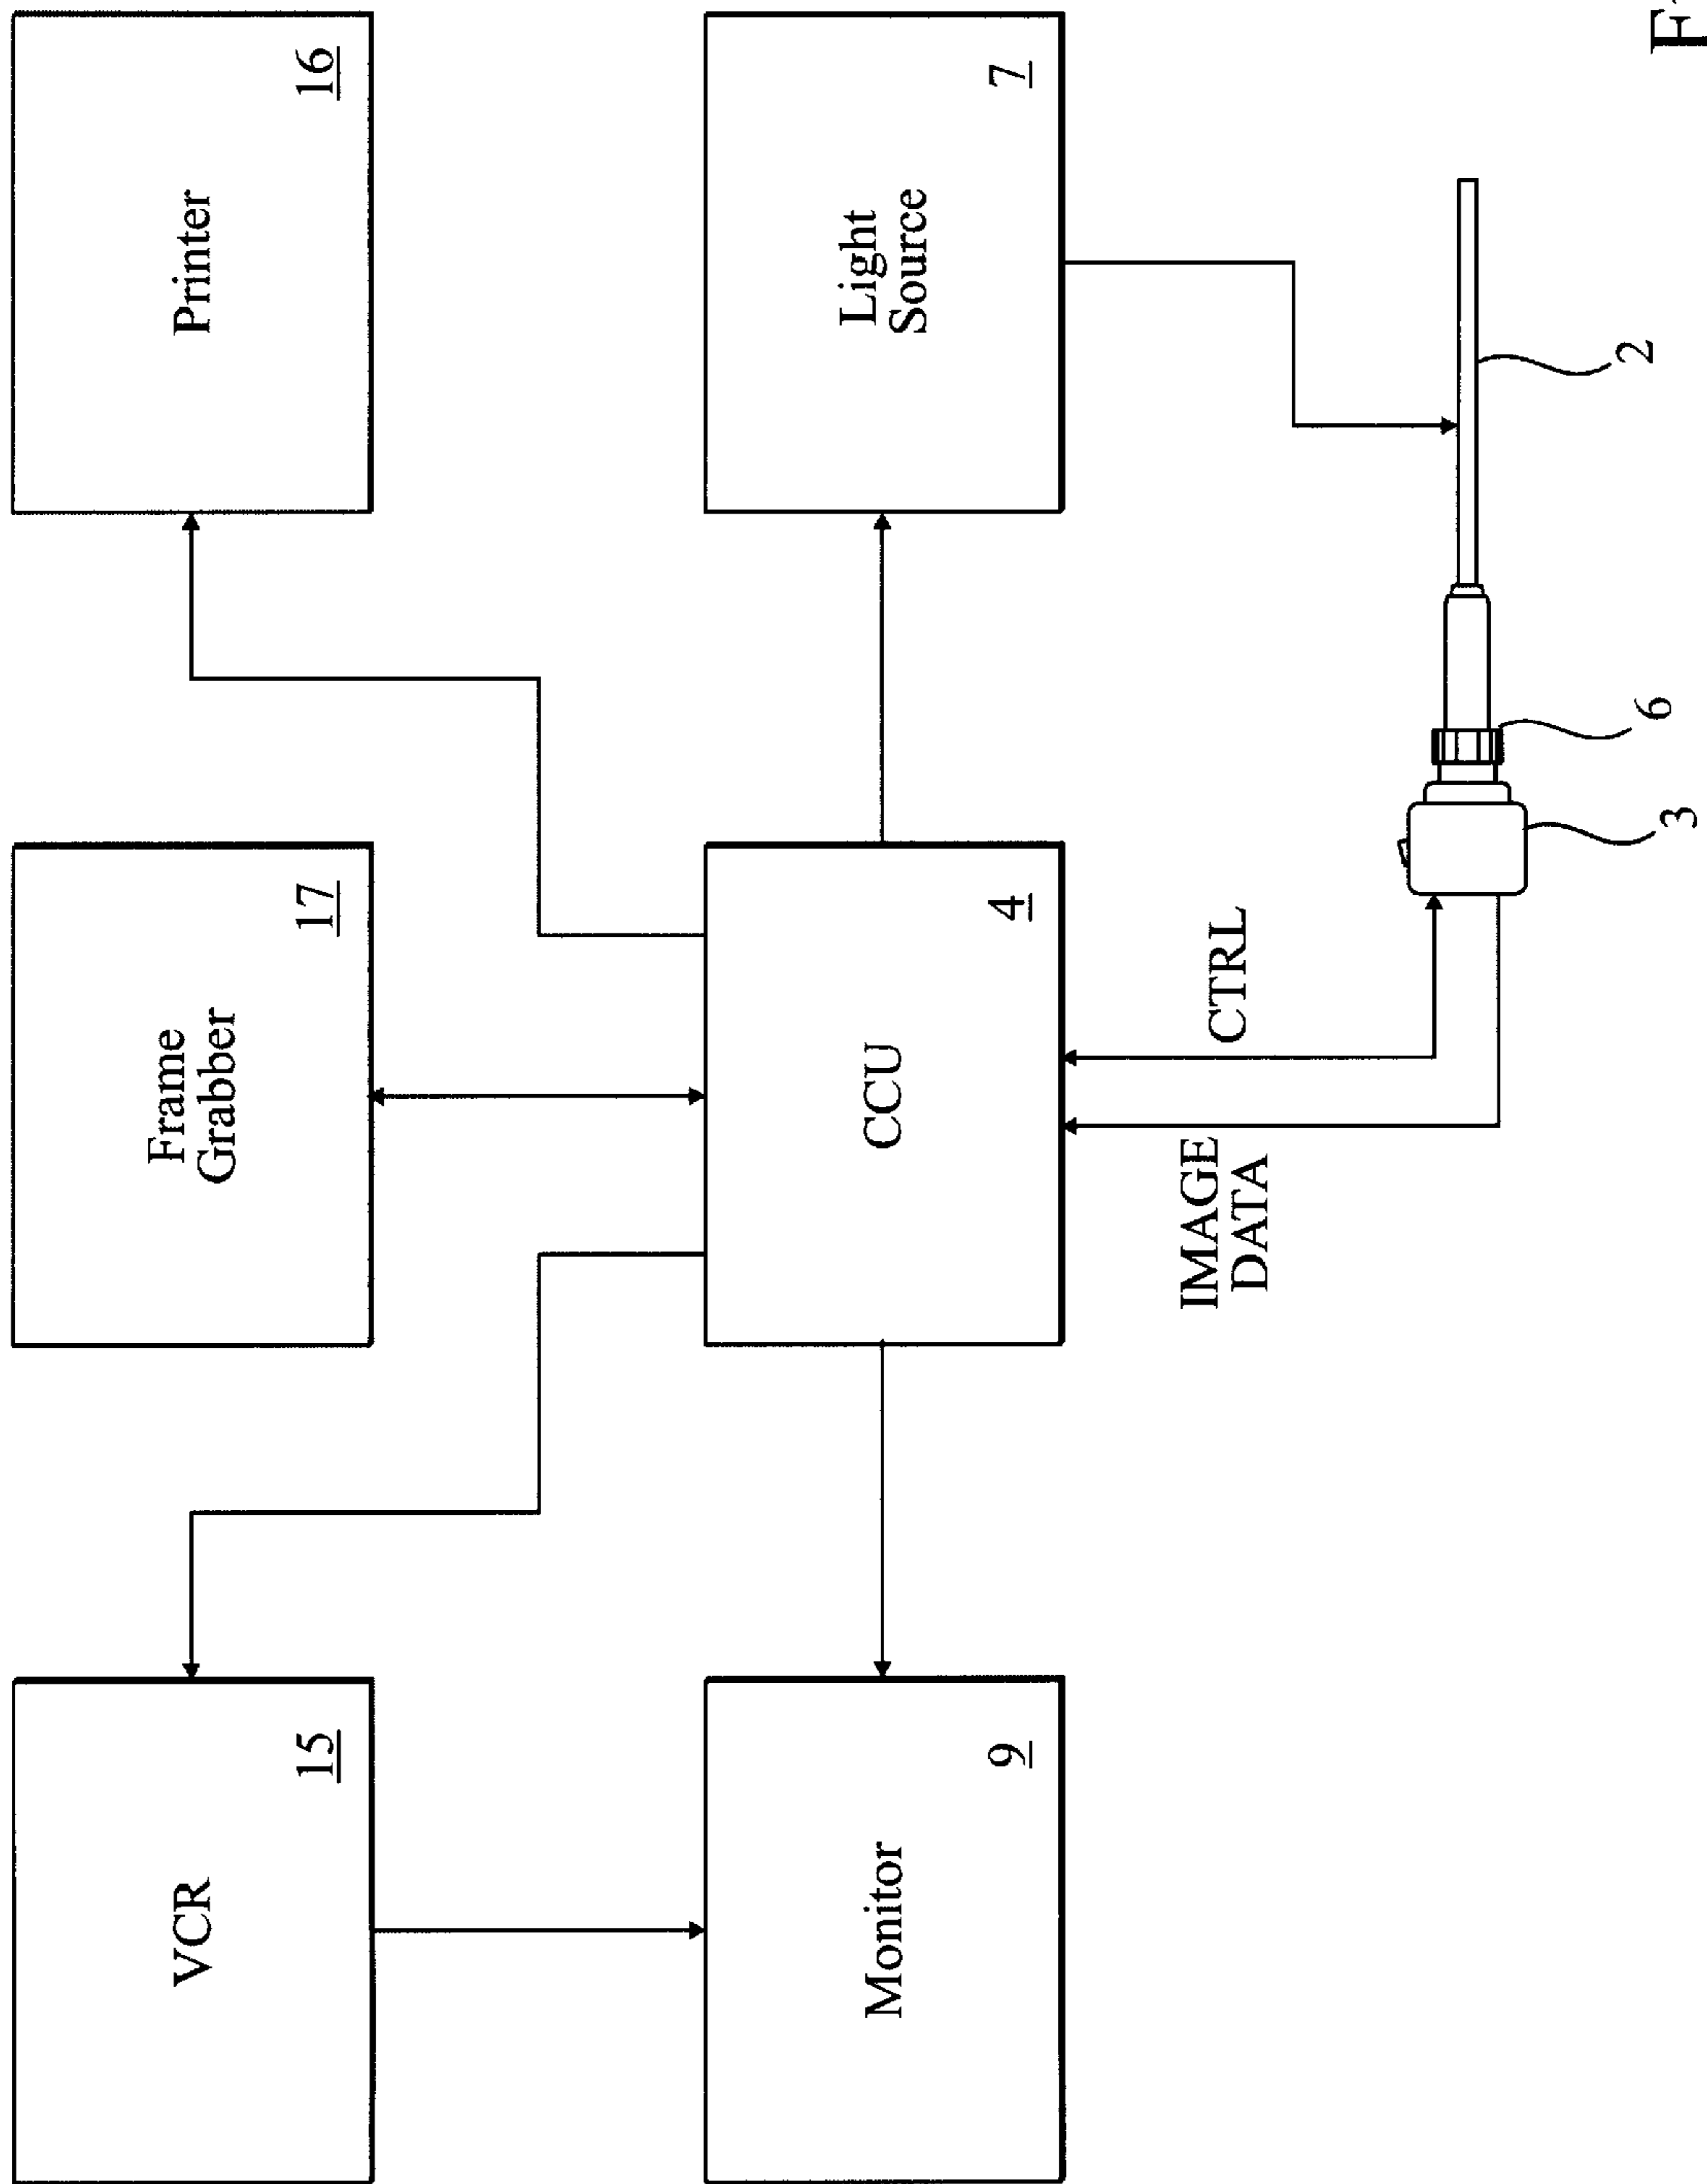 VCR
15
Frame
Grabber
17
Printer
16
Monitor
9
CCU
4
Light
Source
7
IMAGE
DATA
CTRL
3
6
2